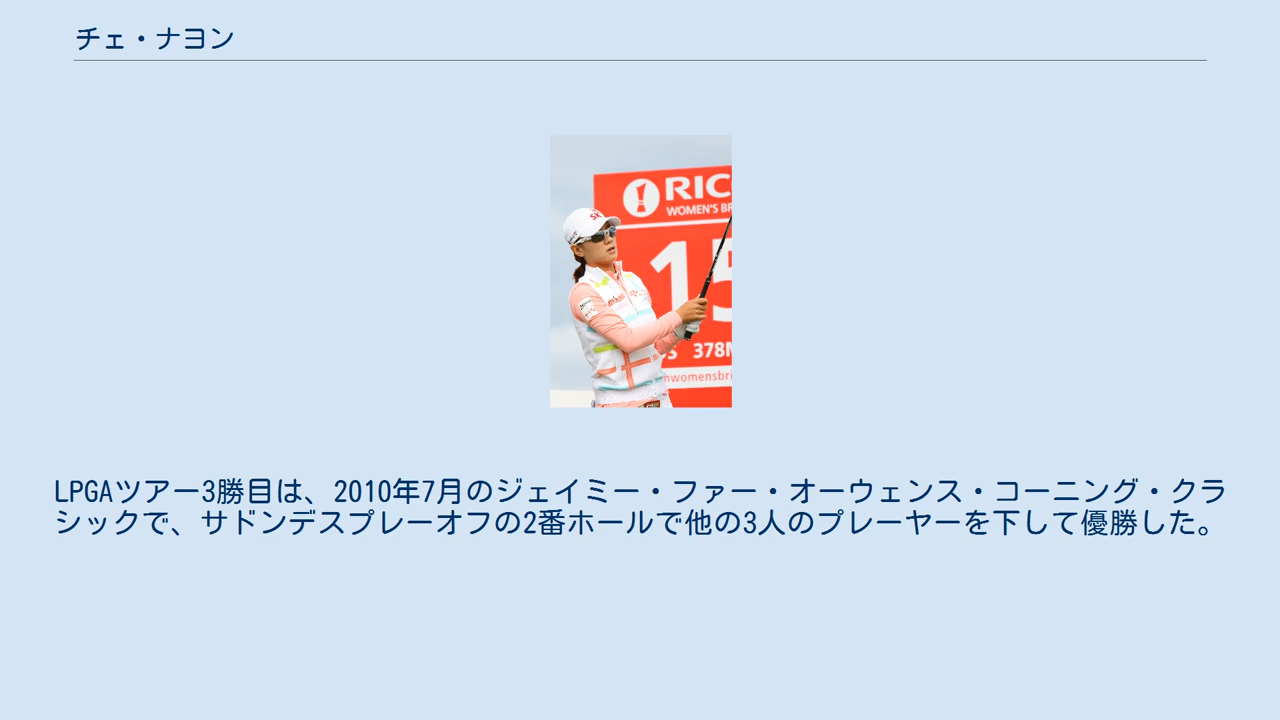 チェ・ナヨン
RIC
WOMEN'S BR
SK
15
378M
nwomensbri
LPGAツアー3勝目は、2010年7月のジェイミー・ファー・オーウェンス・コーニング・クラ
シックで、サドンデスプレーオフの2番ホールで他の3人のプレーヤーを下して優勝した。